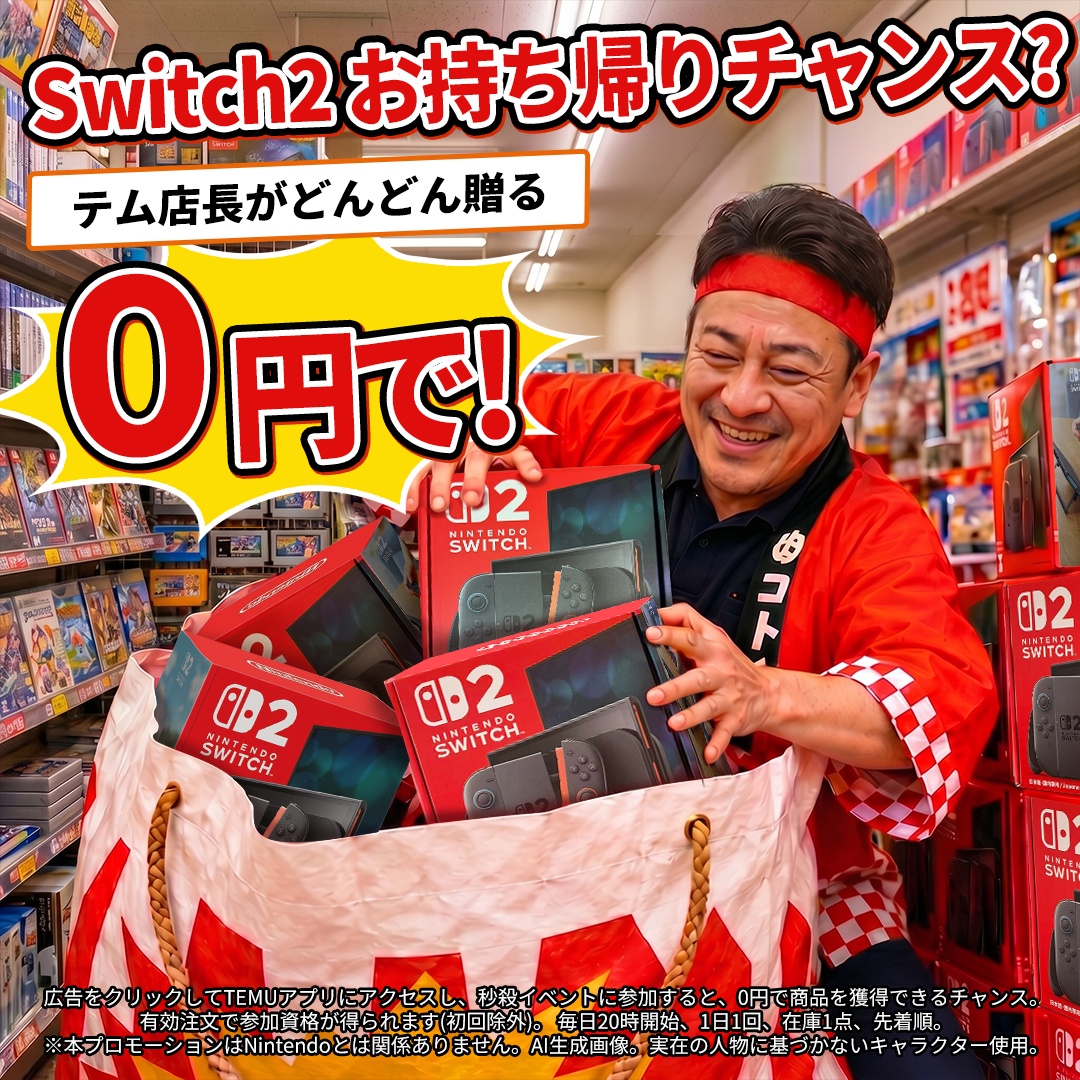 Switch2 お持ち帰りチャンス?
テム店長がどんどん贈る
0円で!
2
NINTENDO
SWITCH
2
NINTENDO
SWITCH
Nintendo
2
NINTENDO
SWITCH
コト
2
NINTENDO
SWITCH
2
NINTENDO
SWITCH
広告をクリックしてTEMUアプリにアクセスし、秒殺イベントに参加すると、0円で商品を獲得できるチャンス。
有効注文で参加資格が得られます(初回除外)。毎日20時開始、1日1回、在庫1点、先着順。
※本プロモーションはNintendoとは関係ありません。AI生成画像。実在の人物に基づかないキャラクター使用。